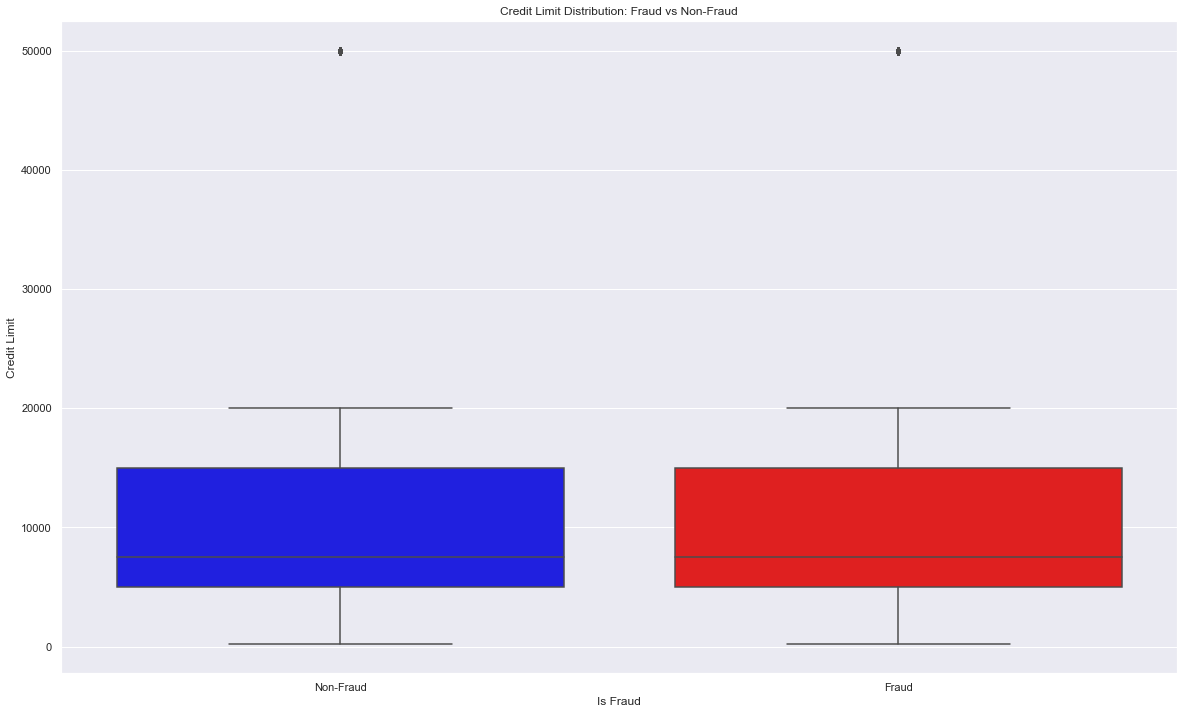 Credit Limit Distribution: Fraud vs Non-Fraud
50000
40000
30000
20000
10000
0
Credit Limit
Non-Fraud
Fraud
Is Fraud